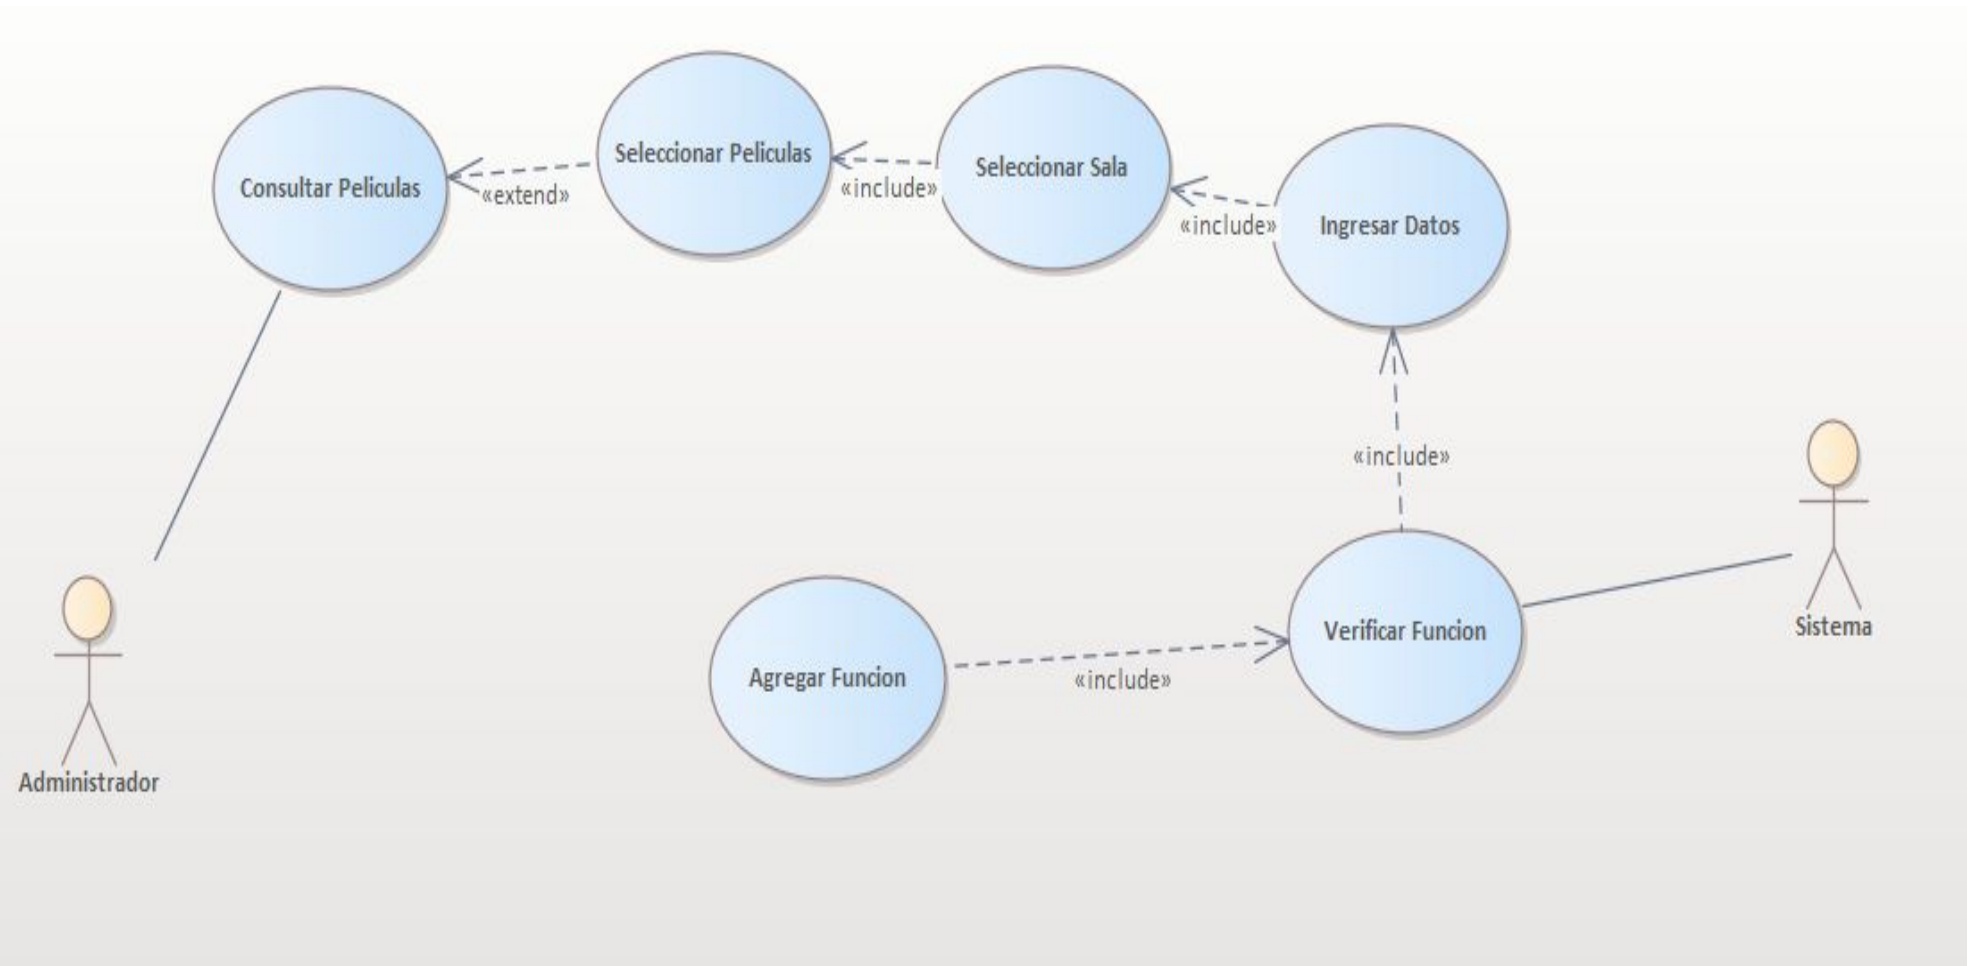 Consultar Peliculas
«extend»
Seleccionar Peliculas
«include»
Seleccionar Sala
«include»
Ingresar Datos
«include»
Sistema
Verificar Funcion
«include»
Agregar Funcion
Administrador